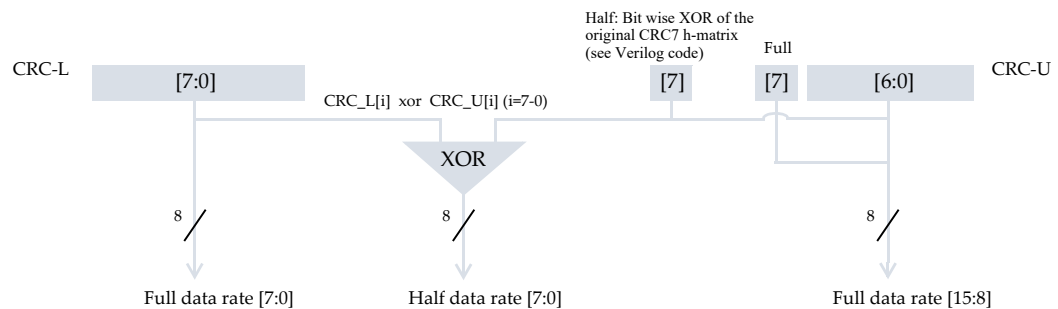 Half: Bit wise XOR of the
original CRC7 h-matrix
(see Verilog code)
Full
CRC-L
[7:0]
[7]
[7]
[6:0]
CRC-U
CRC_L[i] xor CRC_U[i] (i=7-0)
XOR
8
8
8
Full data rate [7:0]
Half data rate [7:0]
Full data rate [15:8]